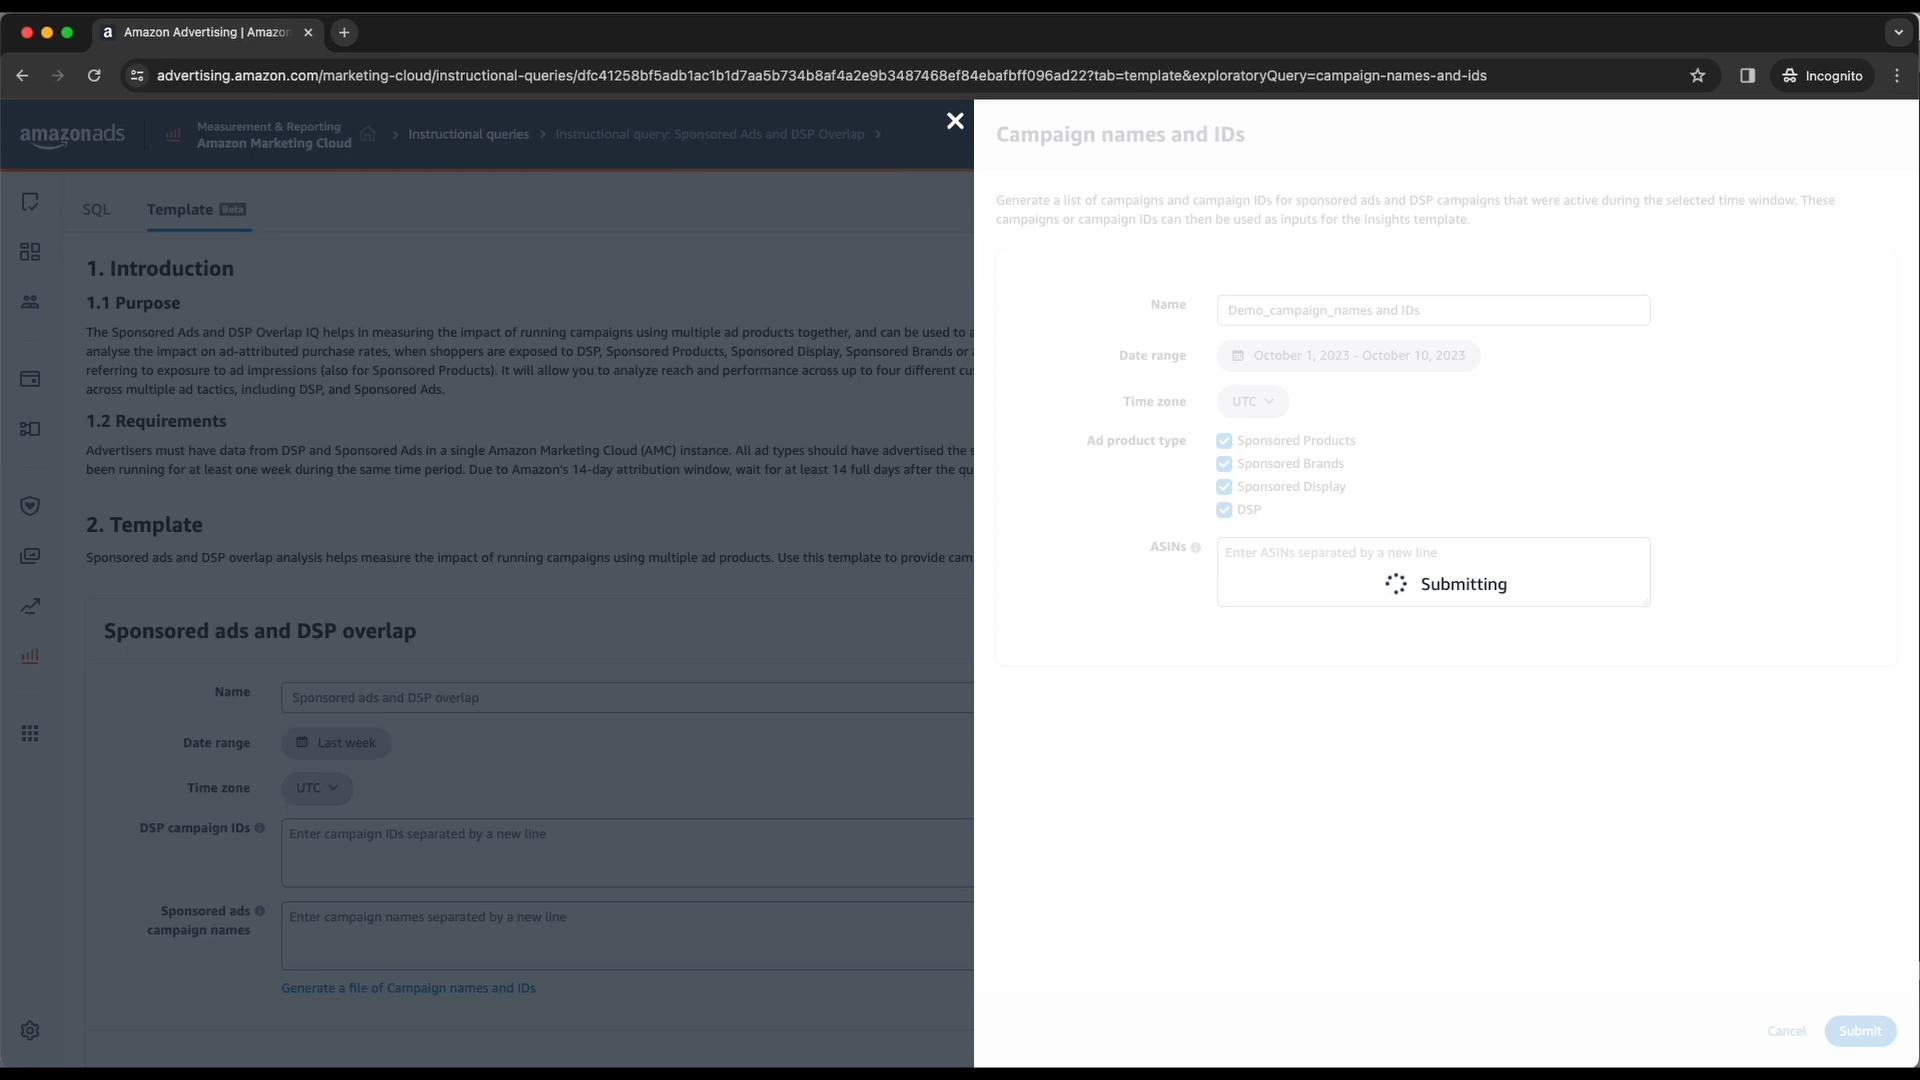 Amazon Advertising | Amazon
advertising.amazon.com/marketing-cloud/instructional-queries/dfc41258bf5adb1ac1b1d7aa5b734b8af4a2e9b3487468ef84ebafbff096ad22?tab=template&exploratoryQuery=campaign-names-and-ids
Incognito
amazonads
Measurement & Reporting
Amazon Marketing Cloud
Instructional queries
Instructional query: Sponsored Ads and DSP Overlap
SQL
Template Beta
1. Introduction
1.1 Purpose
The Sponsored Ads and DSP Overlap IQ helps in measuring the impact of running campaigns using multiple ad products together, and can be used to a
analyse the impact on ad-attributed purchase rates, when shoppers are exposed to DSP, Sponsored Products, Sponsored Display, Sponsored Brands or
referring to exposure to ad impressions (also for Sponsored Products). It will allow you to analyze reach and performance across up to four different
across multiple ad tactics, including DSP, and Sponsored Ads.
1.2 Requirements
Advertisers must have data from DSP and Sponsored Ads in a single Amazon Marketing Cloud (AMC) instance. All ad types should have advertised the
been running for at least one week during the same time period. Due to Amazon's 14-day attribution window, wait for at least 14 full days after the
2. Template
Sponsored ads and DSP overlap analysis helps measure the impact of running campaigns using multiple ad products. Use this template to provide
Sponsored ads and DSP overlap
Name
Sponsored ads and DSP overlap
Date range
Last week
Time zone
UTC
DSP campaign IDs
Enter campaign IDs separated by a new line
Sponsored ads
campaign names
Enter campaign names separated by a new line
Generate a file of Campaign names and IDs
Campaign names and IDs
Generate a list of campaigns and campaign IDs for sponsored ads and DSP campaigns that were active during the selected time window. These
campaigns or campaign IDs can then be used as inputs for the insights template.
Name
Demo_campaign_names and IDs
Date range
October 1, 2023 - October 10, 2023
Time zone
UTC
Ad product type
Sponsored Products
Sponsored Brands
Sponsored Display
DSP
ASINs
Enter ASINs separated by a new line
Submitting
Cancel
Submit